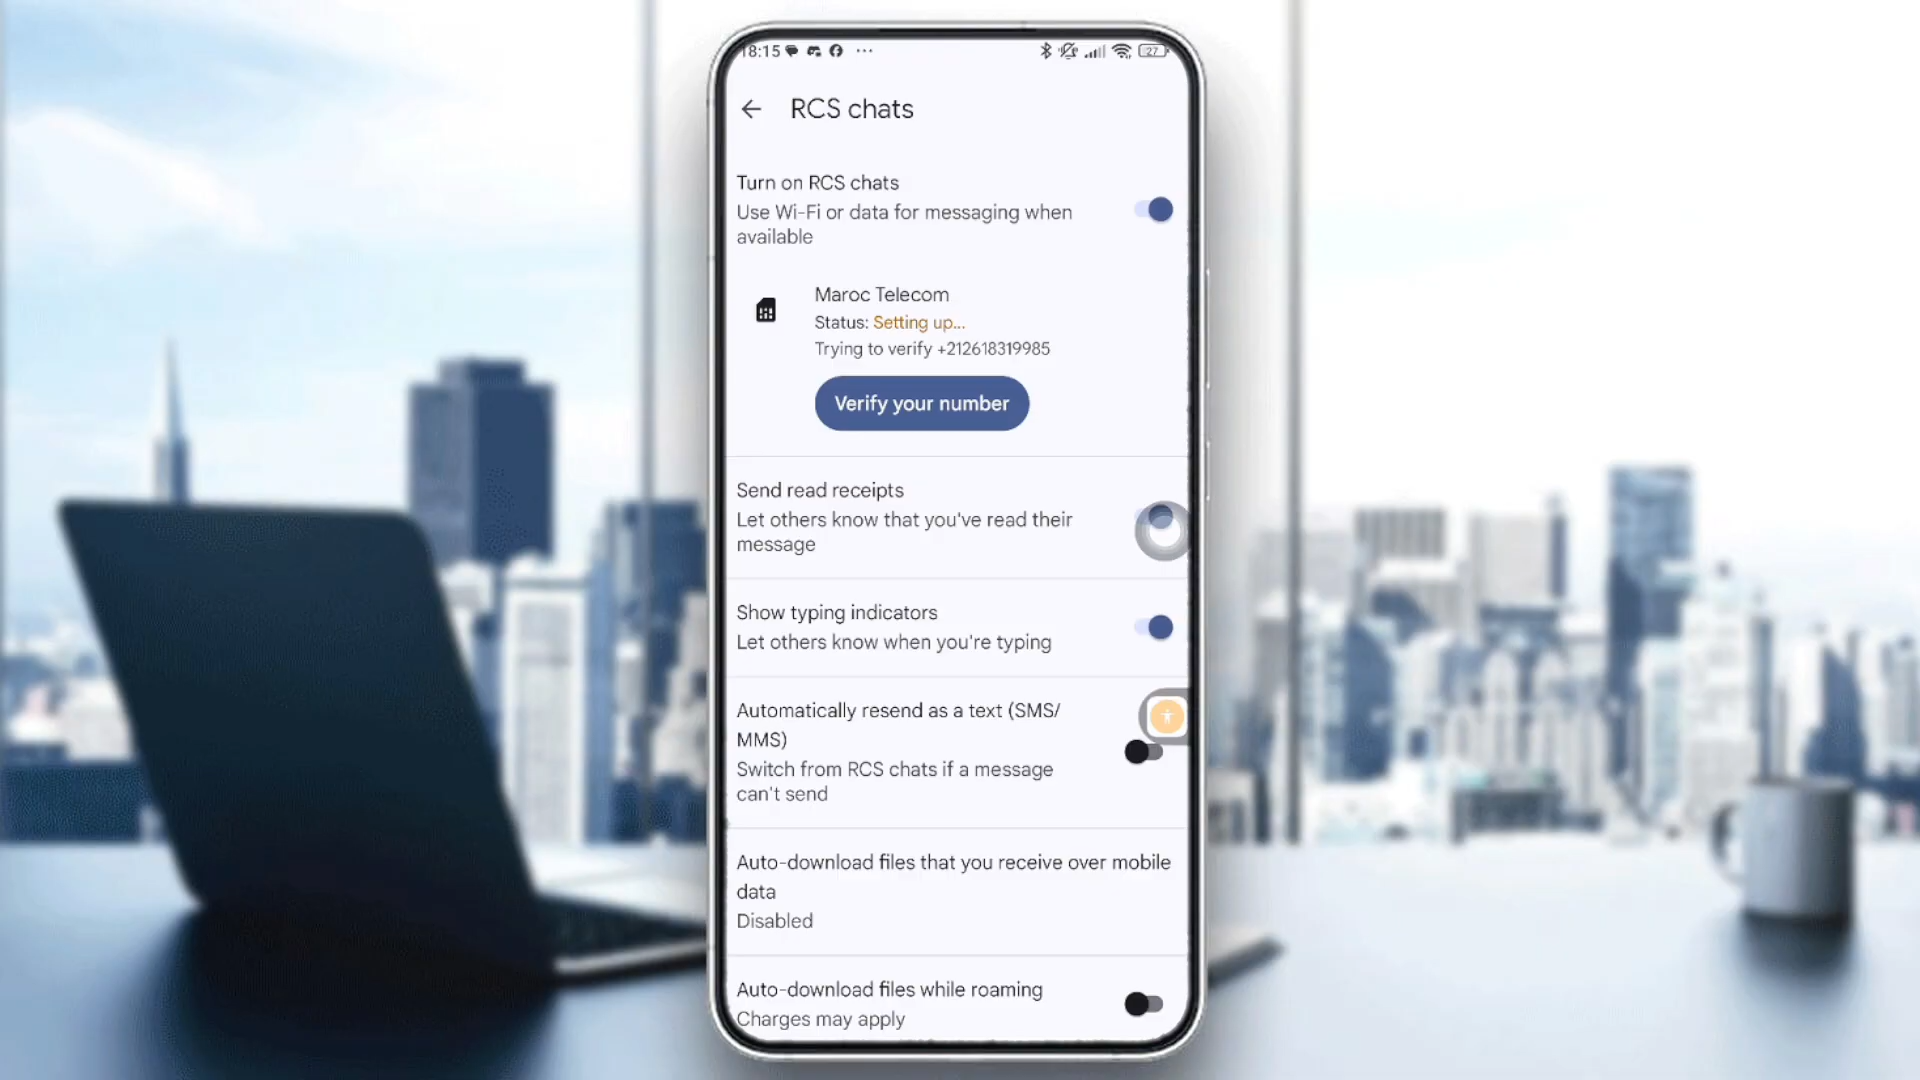 18:15
27
RCS chats
Turn on RCS chats
Use Wi-Fi or data for messaging when
available
Maroc Telecom
Status: Setting up...
Trying to verify +212618319985
Verify your number
Send read receipts
Let others know that you've read their
message
Show typing indicators
Let others know when you're typing
Automatically resend as a text (SMS/
MMS)
Switch from RCS chats if a message
can't send
Auto-download files that you receive over mobile
data
Disabled
Auto-download files while roaming
Charges may apply